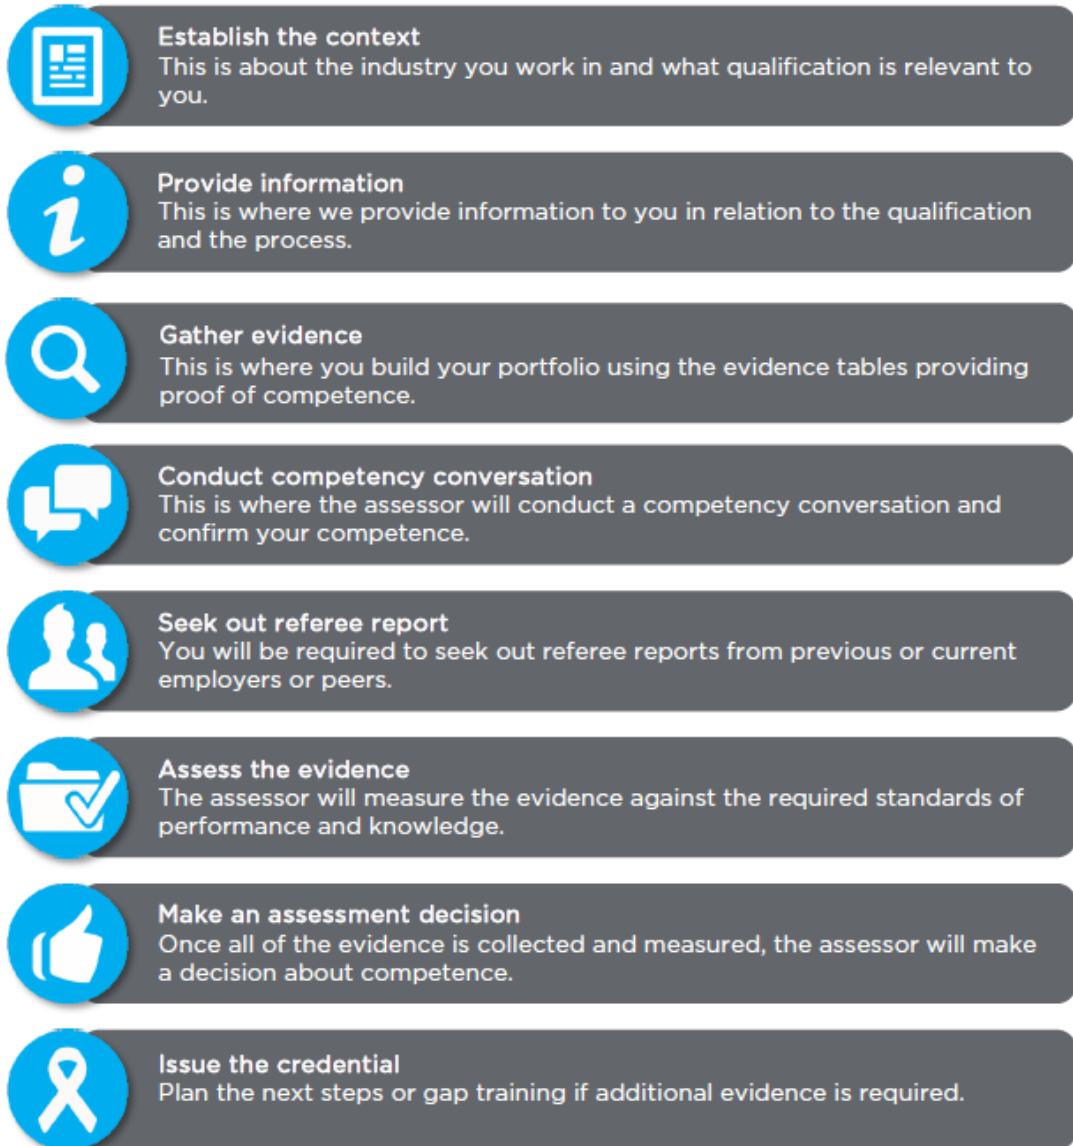 Establish the context
This is about the industry you work in and what qualification is relevant to
you.
Provide information
This is where we provide information to you in relation to the qualification
and the process.
Gather evidence
This is where you build your portfolio using the evidence tables providing
proof of competence.
Conduct competency conversation
This is where the assessor will conduct a competency conversation and
confirm your competence.
Seek out referee report
You will be required to seek out referee reports from previous or current
employers or peers.
Assess the evidence
The assessor will measure the evidence against the required standards of
performance and knowledge.
Make an assessment decision
Once all of the evidence is collected and measured, the assessor will make
a decision about competence.
Issue the credential
Plan the next steps or gap training if additional evidence is required.